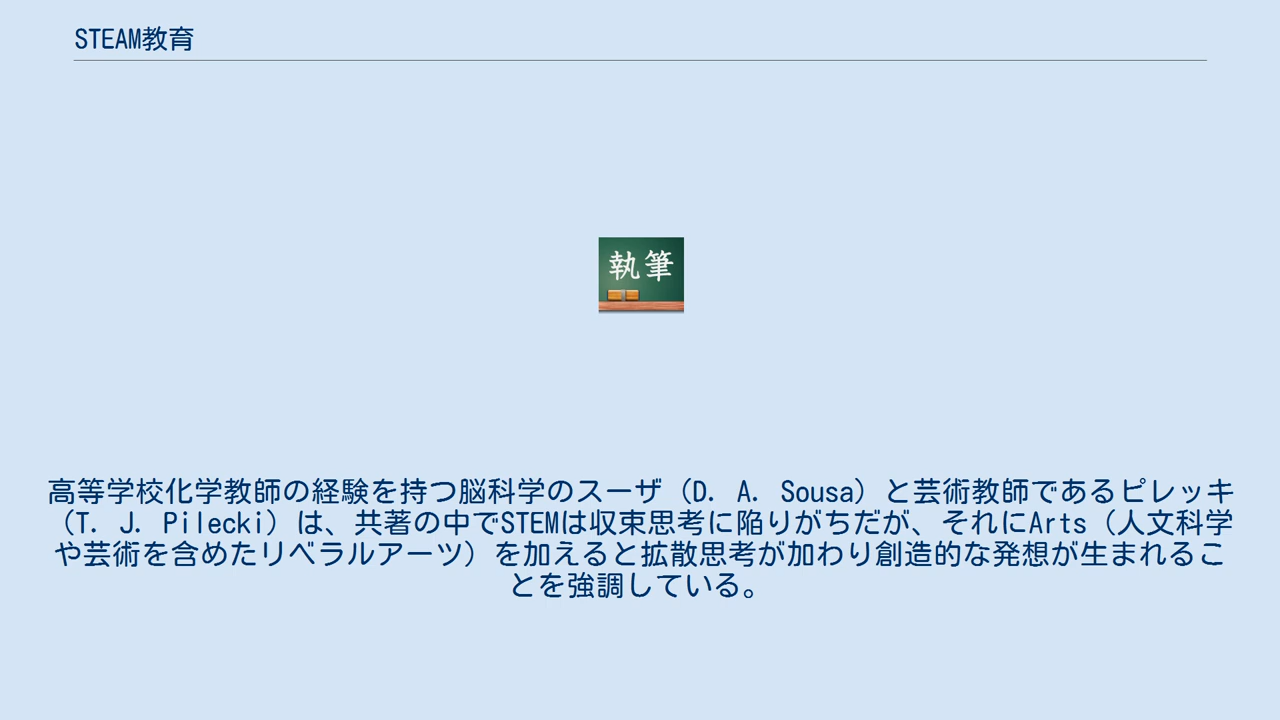 STEAM教育
執筆
高等学校化学教師の経験を持つ脳科学のスーザ（D. A. Sousa）と芸術教師であるピレッキ
（T. J. Pilecki）は、共著の中でSTEMは収束思考に陥りがちだが、それにArts（人文科学
や芸術を含めたリベラルアーツ）を加えると拡散思考が加わり創造的な発想が生まれるこ
とを強調している。